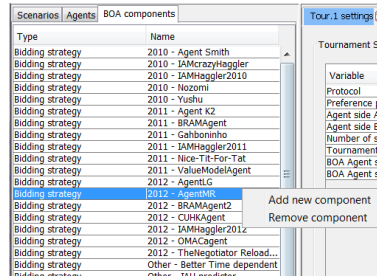 Scenarios Agents BOA components
Type Name
Bidding strategy 2010 - Agent Smith
Bidding strategy 2010 - IAMcrazyHaggler
Bidding strategy 2010 - IAMHaggler2010
Bidding strategy 2010 - Nozomi
Bidding strategy 2010 - Yushu
Bidding strategy 2011 - Agent K2
Bidding strategy 2011 - BRAMAgent
Bidding strategy 2011 - Gahboninho
Bidding strategy 2011 - IAMHaggler2011
Bidding strategy 2011 - Nice-Tit-For-Tat
Bidding strategy 2011 - ValueModelAgent
Bidding strategy 2012 - AgentLG
Bidding strategy 2012 - AgentMR
Bidding strategy 2012 - BRAMAgent2
Bidding strategy 2012 - CUHKAgent
Bidding strategy 2012 - IAMHaggler2012
Bidding strategy 2012 - OMACagent
Bidding strategy 2012 - TheNegotiator Reload...
Bidding strategy Other - Better Time dependent
Bidding strategy Other -
Add new component
Remove component
Tour.1 settings
Tournament S
Variable
Protocol
Preference
Agent side A
Agent side B
Number of s
Tournament
BOA Agent s
BOA Agent s